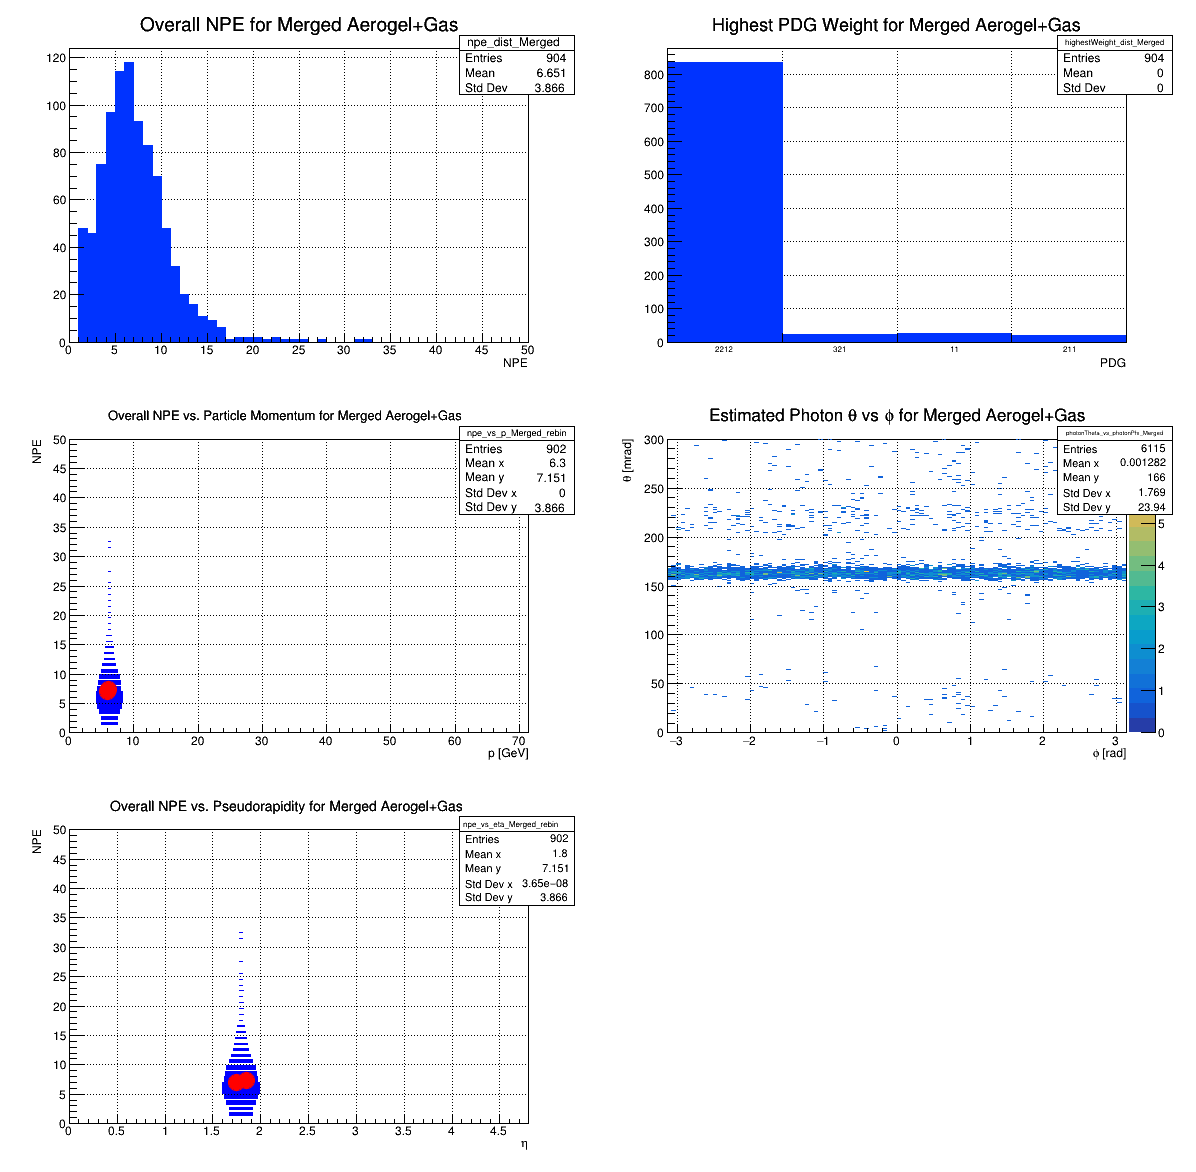 Overall NPE for Merged Aerogel+Gas
npe_dist_Merged
Entries 904
Mean 6.651
Std Dev 3.866
120
100
80
60
40
20
0
0 5 10 15 20 25 30 35 40 45 50
NPE
Highest PDG Weight for Merged Aerogel+Gas
highestWeight_dist_Merged
Entries 904
Mean 0
Std Dev 0
800
700
600
500
400
300
200
100
0
2212 321 11 211
PDG
Overall NPE vs. Particle Momentum for Merged Aerogel+Gas
npe_vs_p_Merged_rebin
Entries 902
Mean x 6.3
Mean y 7.151
Std Dev x 0
Std Dev y 3.866
NPE
50
45
40
35
30
25
20
15
10
5
0
0 10 20 30 40 50 60 70
p [GeV]
Estimated Photon θ vs ϕ for Merged Aerogel+Gas
photonTheta_vs_photonPhi_Merged
Entries 6115
Mean x 0.001282
Mean y 166
Std Dev x 1.769
Std Dev y 23.94
θ [mrad]
300
250
200
150
100
50
0
−3 −2 −1 0 1 2 3
ϕ [rad]
5
4
3
2
1
0
Overall NPE vs. Pseudorapidity for Merged Aerogel+Gas
npe_vs_eta_Merged_rebin
Entries 902
Mean x 1.8
Mean y 7.151
Std Dev x 3.65e−08
Std Dev y 3.866
NPE
50
45
40
35
30
25
20
15
10
5
0
0 0.5 1 1.5 2 2.5 3 3.5 4 4.5
η